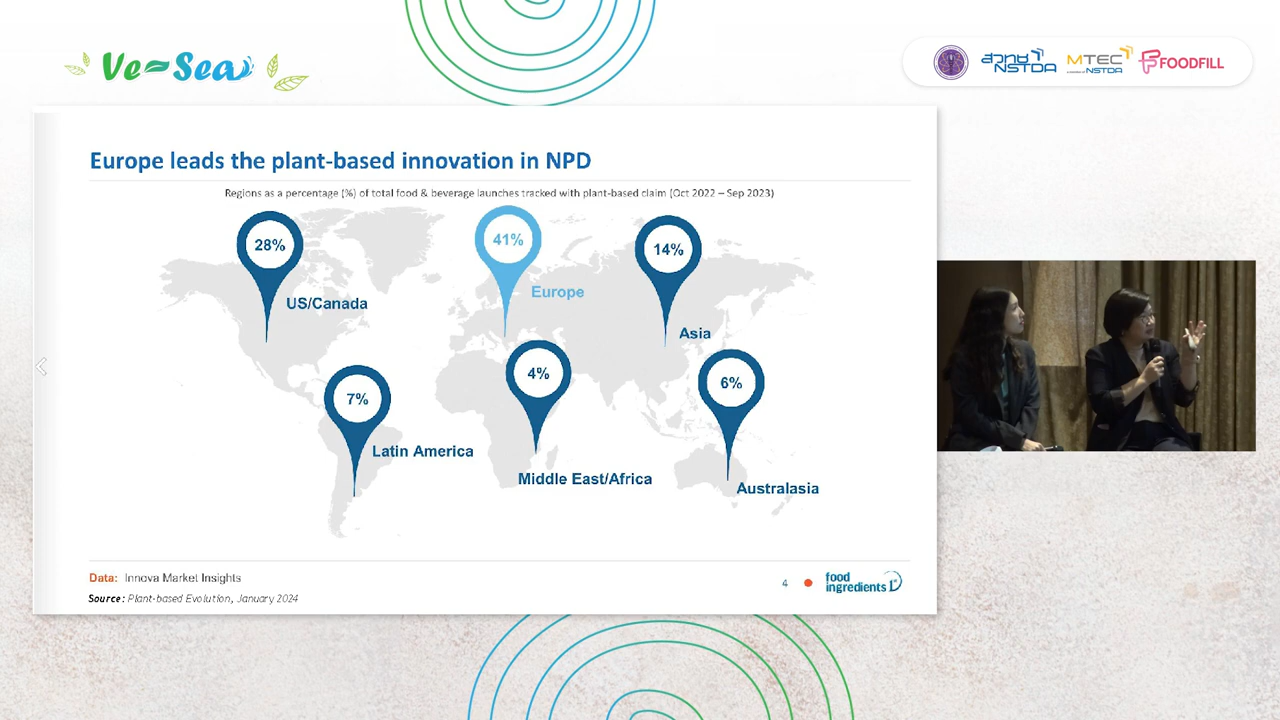 Ve-Sea
สวทช
NSTDA
MTEC
NSTDA
FOODFILL
Europe leads the plant-based innovation in NPD
Regions as a percentage (%) of total food & beverage launches tracked with plant-based claim (Oct 2022 – Sep 2023)
28%
US/Canada
41%
Europe
14%
Asia
7%
Latin America
4%
Middle East/Africa
6%
Australasia
Data: Innova Market Insights
Source: Plant-based Evolution, January 2024
4
food
ingredients 1st